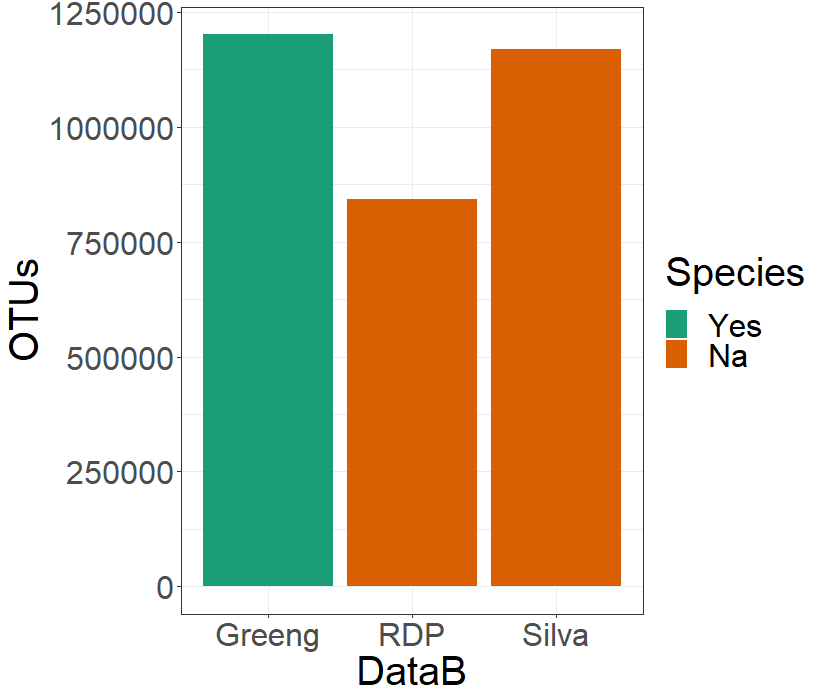 OTUs
1250000
1000000
750000
500000
250000
0
Greeng RDP Silva
DataB
Species
Yes
Na